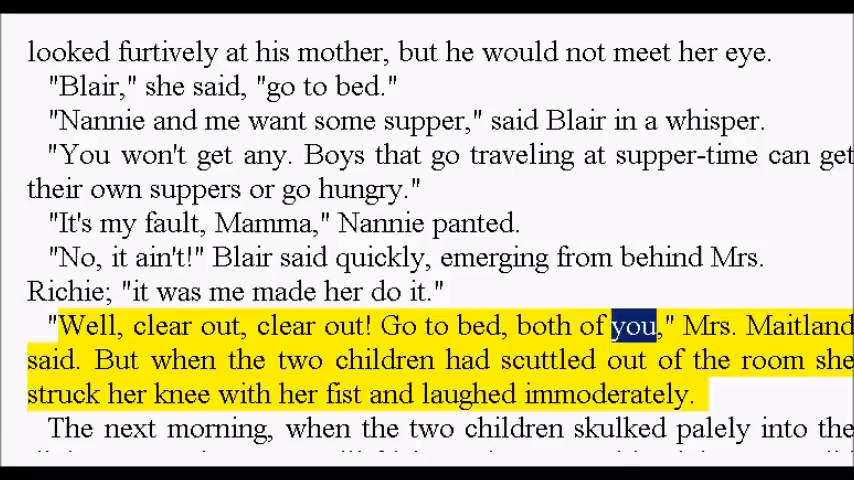 looked furtively at his mother, but he would not meet her eye.
"Blair," she said, "go to bed."
"Nannie and me want some supper," said Blair in a whisper.
"You won't get any. Boys that go traveling at supper-time can get
their own suppers or go hungry."
"It's my fault, Mamma," Nannie panted.
"No, it ain't!" Blair said quickly, emerging from behind Mrs.
Richie; "it was me made her do it."
"Well, clear out, clear out! Go to bed, both of you," Mrs. Maitland
said. But when the two children had scuttled out of the room she
struck her knee with her fist and laughed immoderately.
The next morning, when the two children skulked palely into the